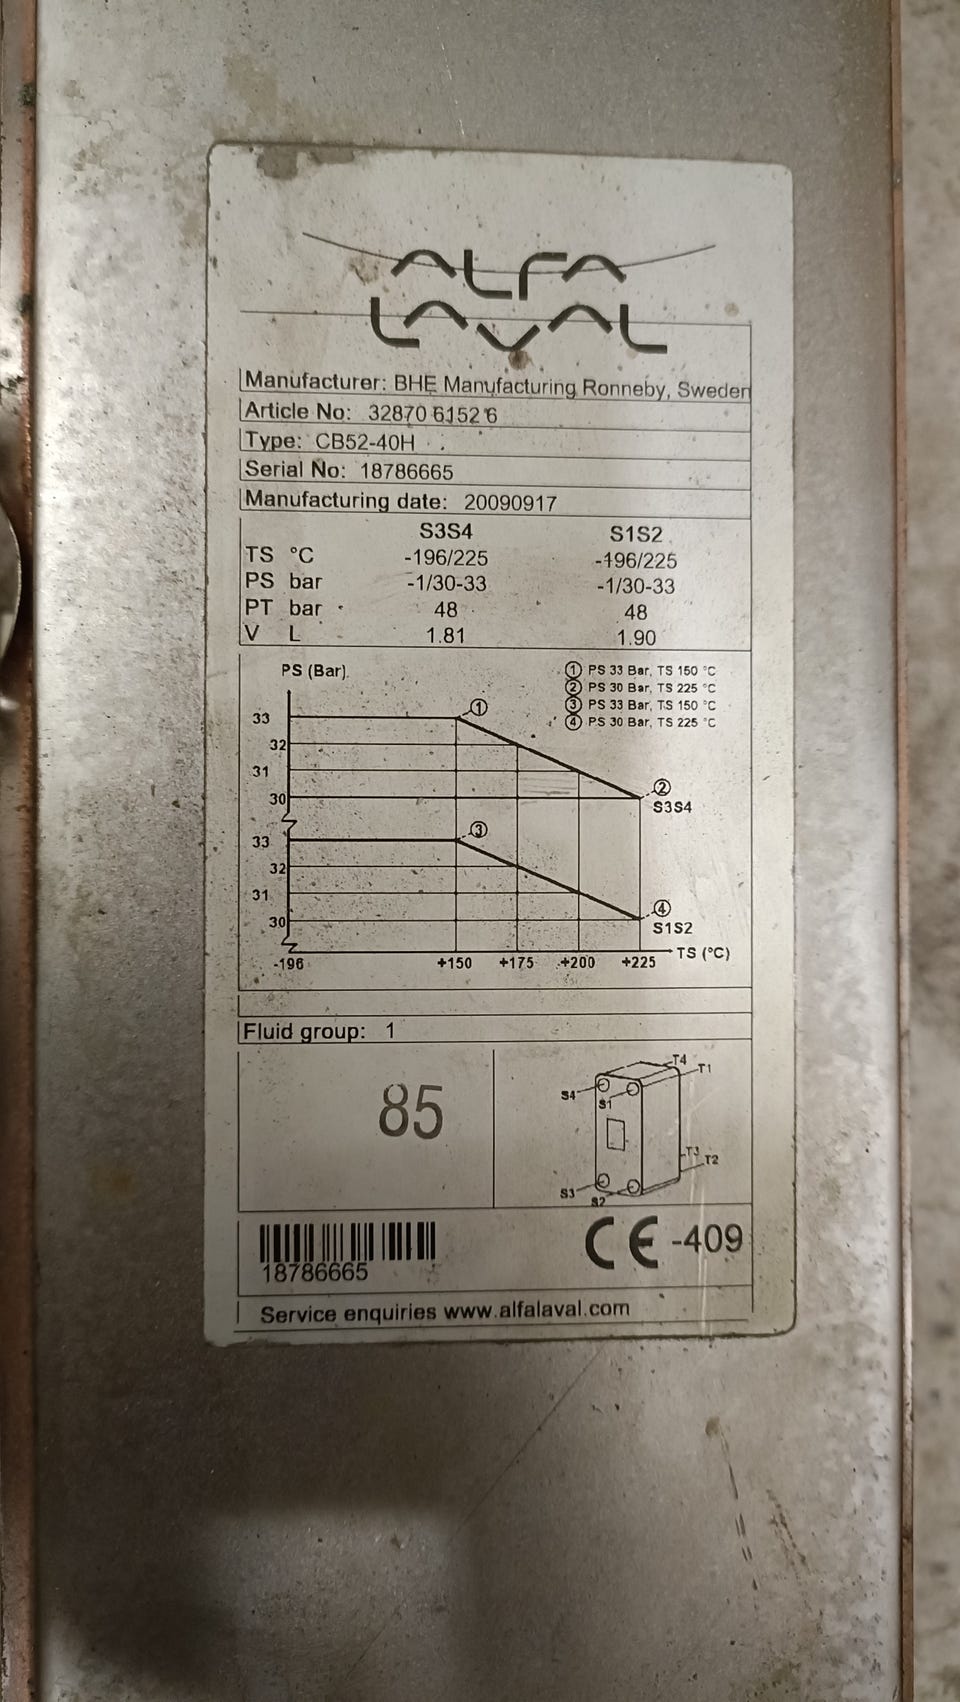 ALFA
LAVAL
Manufacturer: BHE Manufacturing Ronneby, Sweden
Article No: 32870 6152 6
Type: CB52-40H
Serial No: 18786665
Manufacturing date: 20090917
S3S4 S1S2
TS °C -196/225 -196/225
PS bar -1/30-33 -1/30-33
PT bar 48 48
V L 1.81 1.90
PS (Bar)
① PS 33 Bar, TS 150 °C
② PS 30 Bar, TS 225 °C
③ PS 33 Bar, TS 150 °C
④ PS 30 Bar, TS 225 °C
①
33
32
31
②
30
S3S4
③
33
32
31
④
30
S1S2
TS (°C)
-196 +150 +175 +200 +225
Fluid group: 1
85
T4
T1
S4
S1
T3
T2
S3
S2
CE -409
18786665
Service enquiries www.alfalaval.com